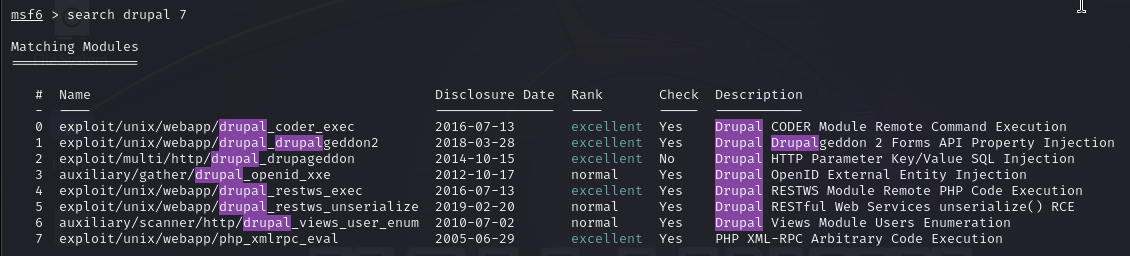 msf6 > search drupal 7
Matching Modules
================
# Name Disclosure Date Rank Check Description
- ---- --------------- ---- ----- -----------
0 exploit/unix/webapp/drupal_coder_exec 2016-07-13 excellent Yes Drupal CODER Module Remote Command Execution
1 exploit/unix/webapp/drupal_drupalgeddon2 2018-03-28 excellent Yes Drupal Drupalgeddon 2 Forms API Property Injection
2 exploit/multi/http/drupal_drupageddon 2014-10-15 excellent No Drupal HTTP Parameter Key/Value SQL Injection
3 auxiliary/gather/drupal_openid_xxe 2012-10-17 normal Yes Drupal OpenID External Entity Injection
4 exploit/unix/webapp/drupal_restws_exec 2016-07-13 excellent Yes Drupal RESTWS Module Remote PHP Code Execution
5 exploit/unix/webapp/drupal_restws_unserialize 2019-02-20 normal Yes Drupal RESTful Web Services unserialize() RCE
6 auxiliary/scanner/http/drupal_views_user_enum 2010-07-02 normal Yes Drupal Views Module Users Enumeration
7 exploit/unix/webapp/php_xmlrpc_eval 2005-06-29 excellent Yes PHP XML-RPC Arbitrary Code Execution